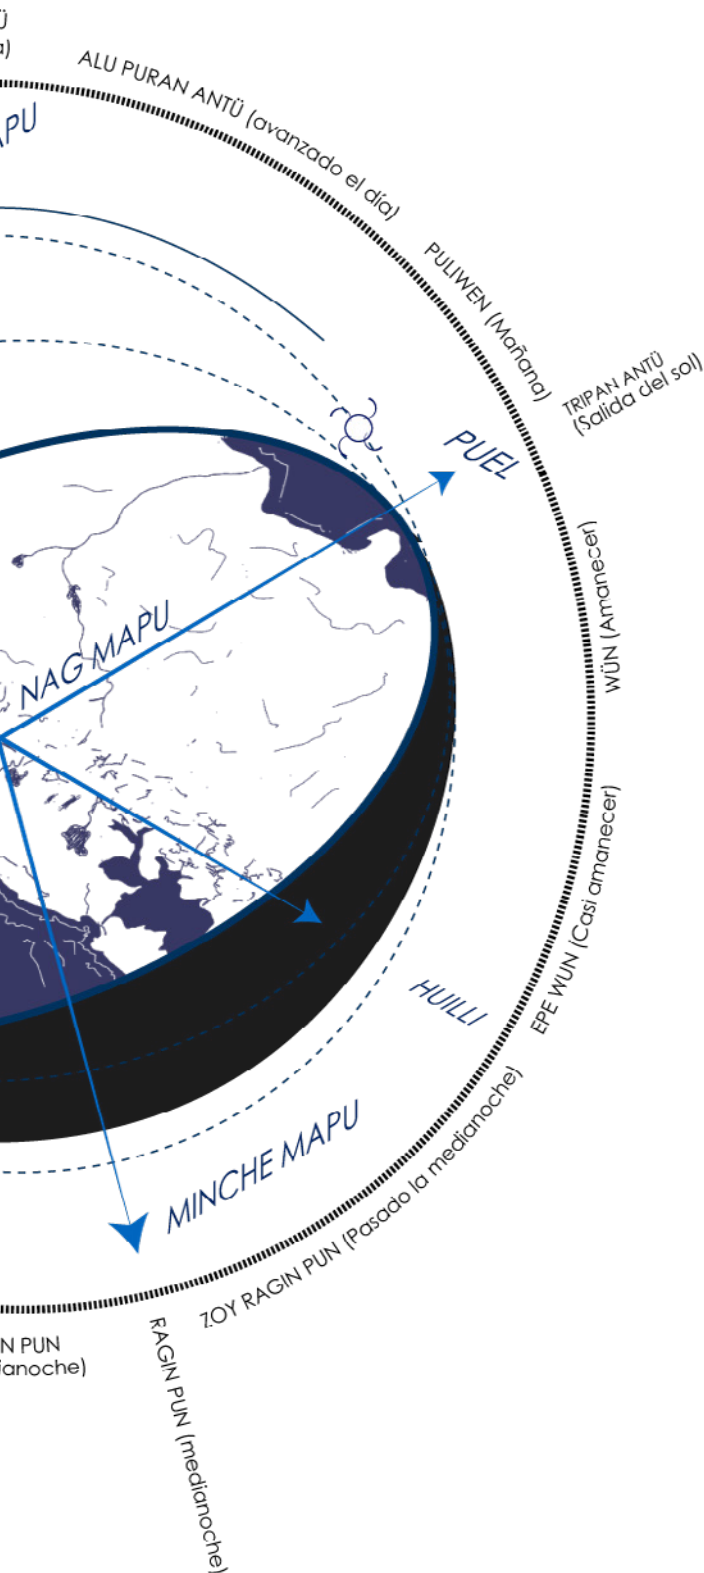 Ü
a)
ALU PURAN ANTÜ (avanzado el día)
APU
PULIWEN (Mañana)
TRIPAN ANTÜ
(Salida del sol)
PUEL
WÜN (Amanecer)
NAG MAPU
EPE WUN (Casi amanecer)
HUILLI
MINCHE MAPU
ZOY RAGIN PUN (Pasado la medianoche)
N PUN
ianoche)
RAGIN PUN (medianoche)